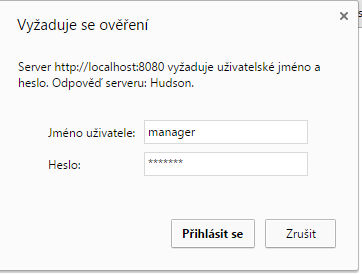 Vyžaduje se ověření
Server http://localhost:8080 vyžaduje uživatelské jméno a
heslo. Odpověď serveru: Hudson.
Jméno uživatele: manager
Heslo: *******
Přihlásit se Zrušit